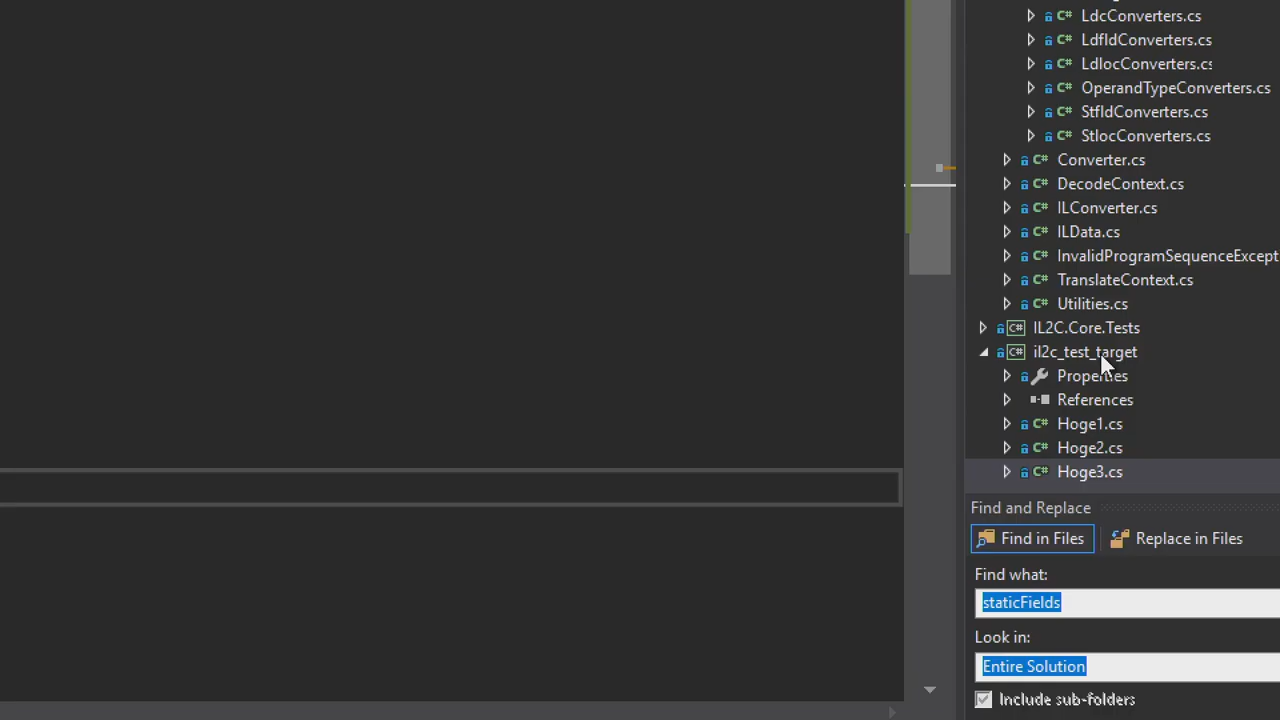 LdcConverters.cs
LdfldConverters.cs
LdlocConverters.cs
OperandTypeConverters.cs
StfldConverters.cs
StlocConverters.cs
Converter.cs
DecodeContext.cs
ILConverter.cs
ILData.cs
InvalidProgramSequenceExcept
TranslateContext.cs
Utilities.cs
IL2C.Core.Tests
il2c_test_target
Properties
References
Hoge1.cs
Hoge2.cs
Hoge3.cs
Find and Replace
Find in Files Replace in Files
Find what:
staticFields
Look in:
Entire Solution
Include sub-folders